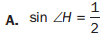 A. sin ∠H = 1/2